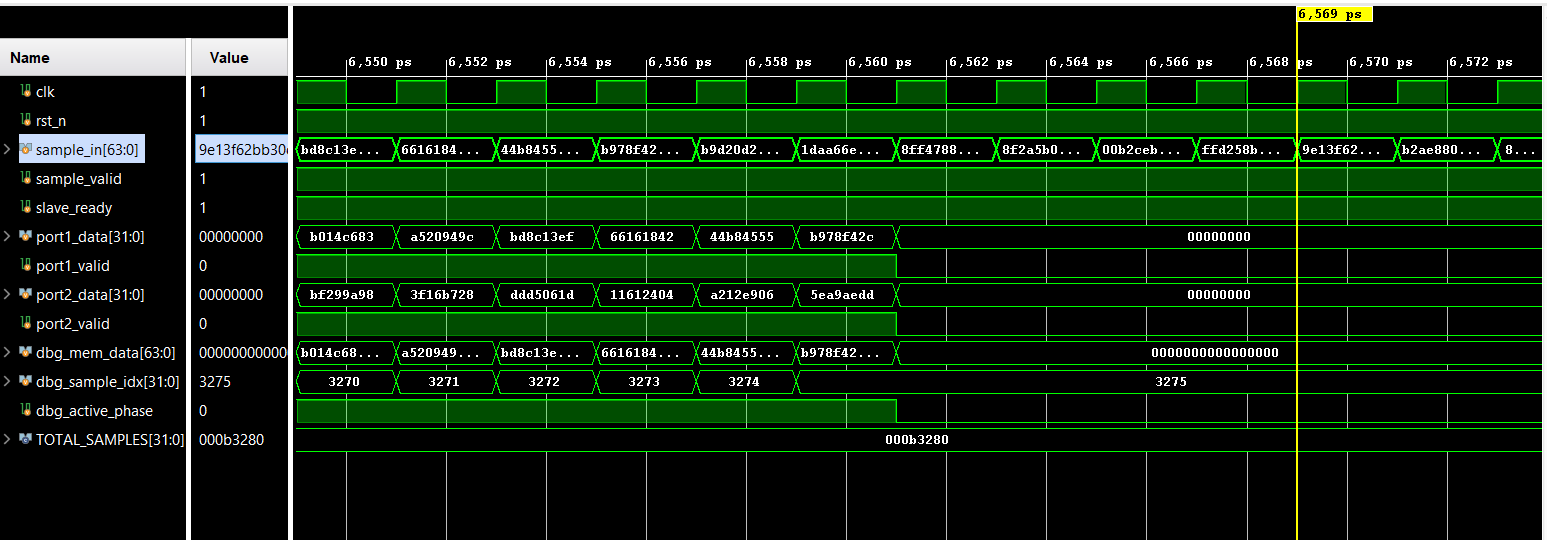 6,569 ps
Name Value
6,550 ps 6,552 ps 6,554 ps 6,556 ps 6,558 ps 6,560 ps 6,562 ps 6,564 ps 6,566 ps 6,568 ps 6,570 ps 6,572 ps
clk 1
rst_n 1
sample_in[63:0] 9e13f62bb30 bd8c13e... 6616184... 44b8455... b978f42... b9d20d2... 1daa66e... 8ff4788... 8f2a5b0... 00b2ceb... ffd258b... 9e13f62... b2ae880... 8...
sample_valid 1
slave_ready 1
port1_data[31:0] 00000000 b014c683 a520949c bd8c13ef 66161842 44b84555 b978f42c 00000000
port1_valid 0
port2_data[31:0] 00000000 bf299a98 3f16b728 ddd5061d 11612404 a212e906 5ea9aedd 00000000
port2_valid 0
dbg_mem_data[63:0] 00000000000 b014c68... a520949... bd8c13e... 6616184... 44b8455... b978f42... 0000000000000000
dbg_sample_idx[31:0] 3275 3270 3271 3272 3273 3274 3275
dbg_active_phase 0
TOTAL_SAMPLES[31:0] 000b3280 000b3280